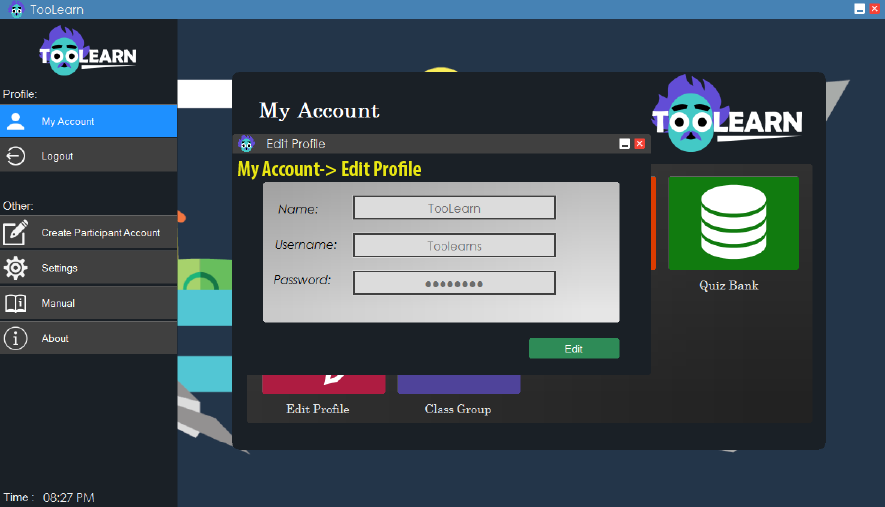 TooLearn
TOOLEARN
Profile:
My Account
Logout
Other:
Create Participant Account
Settings
Manual
About
Time : 08:27 PM
My Account
TOOLEARN
Edit Profile
My Account-> Edit Profile
Name: TooLearn
Username: Toolearns
Password: ●●●●●●●●
Edit
Quiz Bank
Edit Profile
Class Group